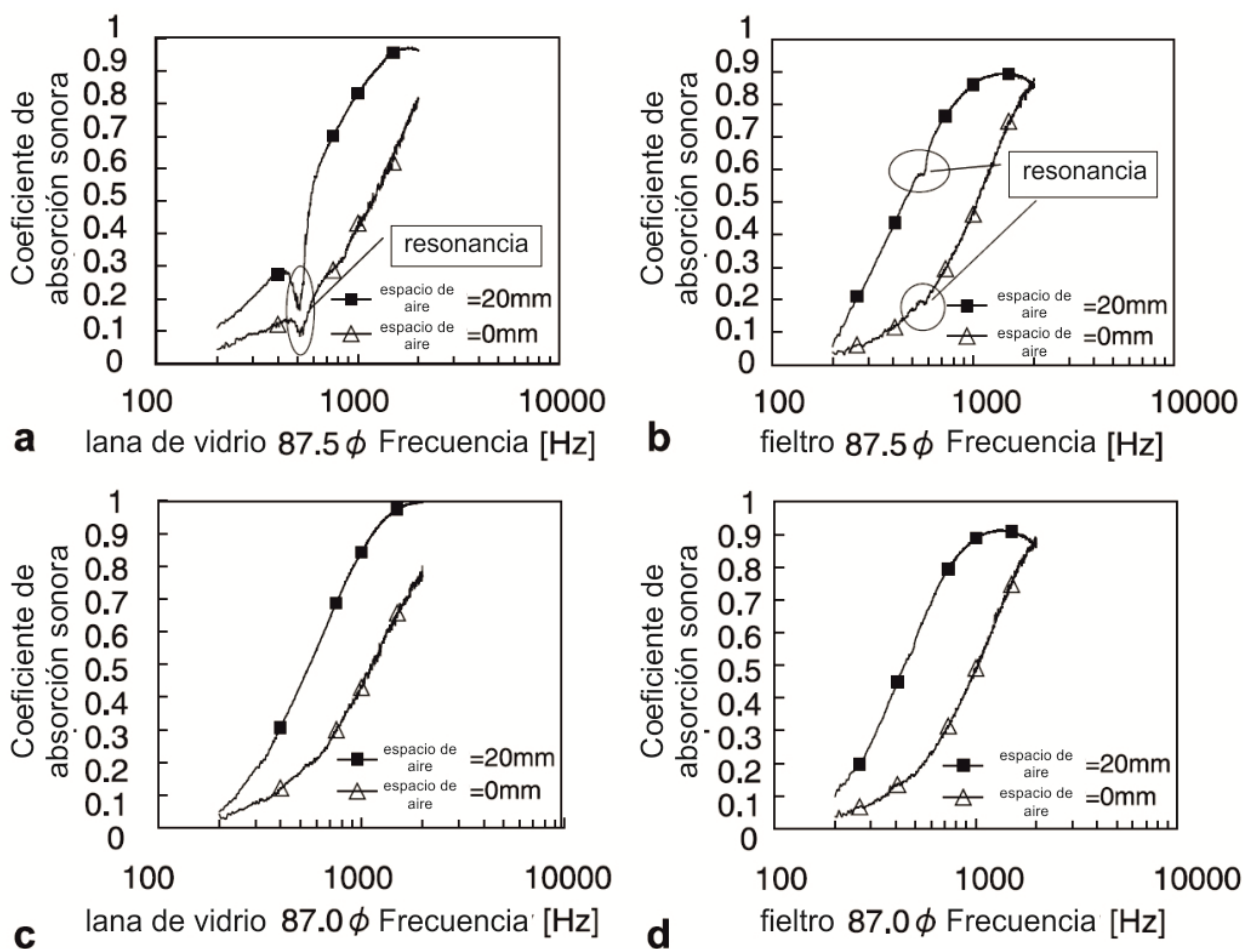 Coeficiente de
absorción sonora
1
0.9
0.8
0.7
0.6
0.5
0.4
0.3
0.2
0.1
0
resonancia
espacio de
aire
=20mm
espacio de
aire
=0mm
100
1000
10000
a
lana de vidrio 87.5ϕ Frecuencia [Hz]
Coeficiente de
absorción sonora
1
0.9
0.8
0.7
0.6
0.5
0.4
0.3
0.2
0.1
0
resonancia
espacio de
aire
=20mm
espacio de
aire
=0mm
100
1000
10000
b
fieltro 87.5ϕ Frecuencia [Hz]
Coeficiente de
absorción sonora
1
0.9
0.8
0.7
0.6
0.5
0.4
0.3
0.2
0.1
0
espacio de
aire
=20mm
espacio de
aire
=0mm
100
1000
10000
c
lana de vidrio 87.0ϕ Frecuencia [Hz]
Coeficiente de
absorción sonora
1
0.9
0.8
0.7
0.6
0.5
0.4
0.3
0.2
0.1
0
espacio de
aire
=20mm
espacio de
aire
=0mm
100
1000
10000
d
fieltro 87.0ϕ Frecuencia [Hz]